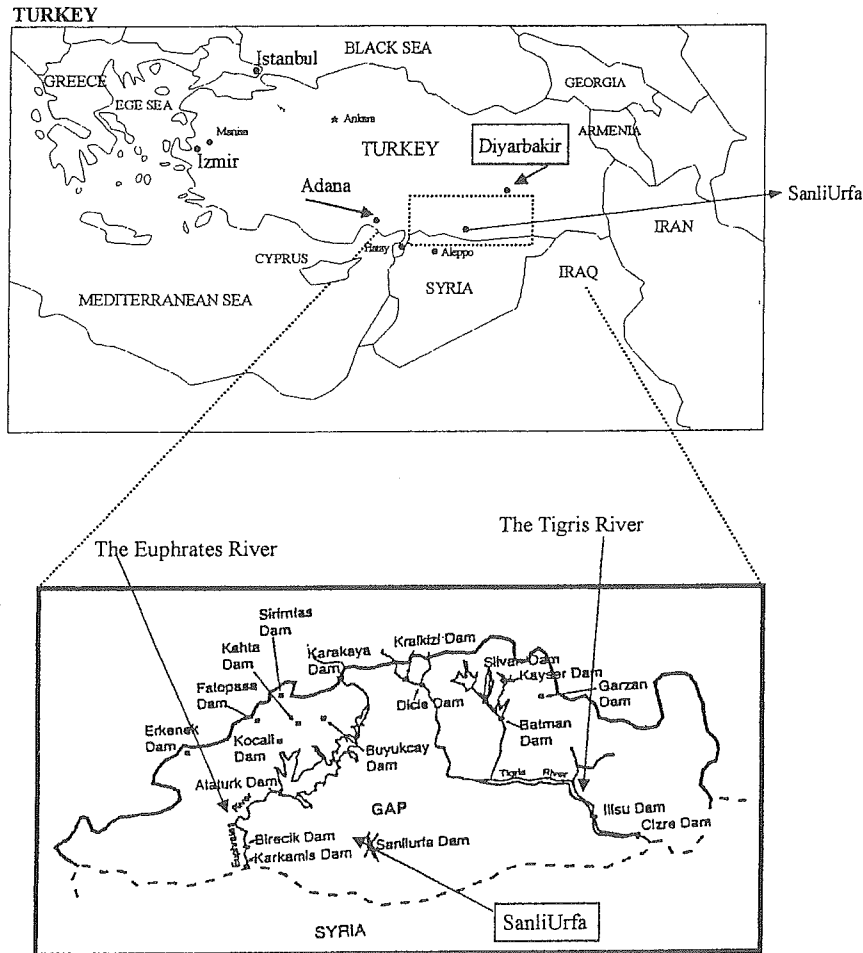 TURKEY
BLACK SEA
Istanbul
GREECE
GEORGIA
EGE SEA
ARMENIA
Manisa
Ankara
Izmir
TURKEY
Diyarbakir
Adana
SanliUrfa
IRAN
Hatay
Aleppo
CYPRUS
SYRIA
IRAQ
MEDITERRANEAN SEA
The Tigris River
The Euphrates River
Sirimtas
Dam
Kahta
Dam
Karakaya
Dam
Kralkizi Dam
Silvan Dam
Kayser Dam
Fatopasa
Dam
Garzan
Dam
Dicle Dam
Erkenek
Dam
Kocali
Dam
Buyukcay
Dam
Batman
Dam
Ataturk Dam
Tigris River
Euphrates River
GAP
Ilisu Dam
Cizre Dam
Birecik Dam
Karkamis Dam
Sanliurfa Dam
SanliUrfa
SYRIA